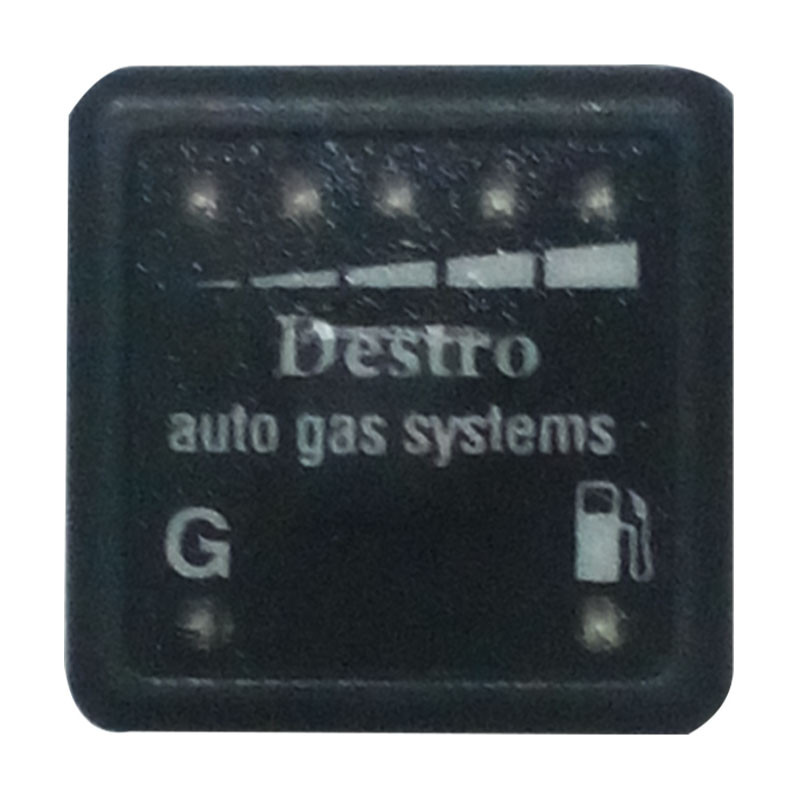 Destro
auto gas systems
G